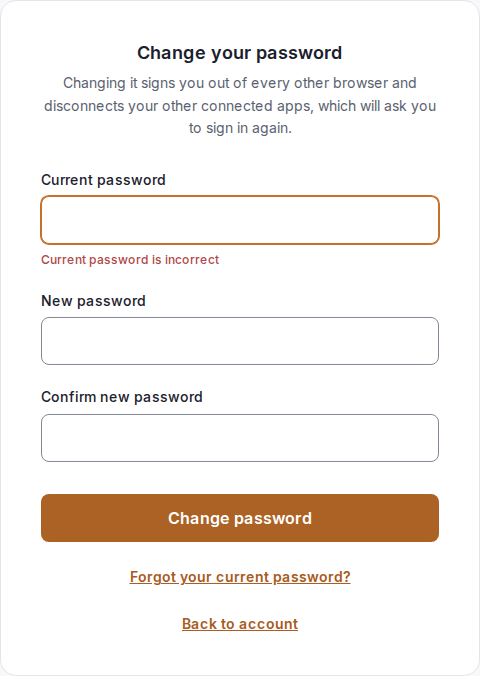 Change your password
Changing it signs you out of every other browser and
disconnects your other connected apps, which will ask you
to sign in again.
Current password
Current password is incorrect
New password
Confirm new password
Change password
Forgot your current password?
Back to account